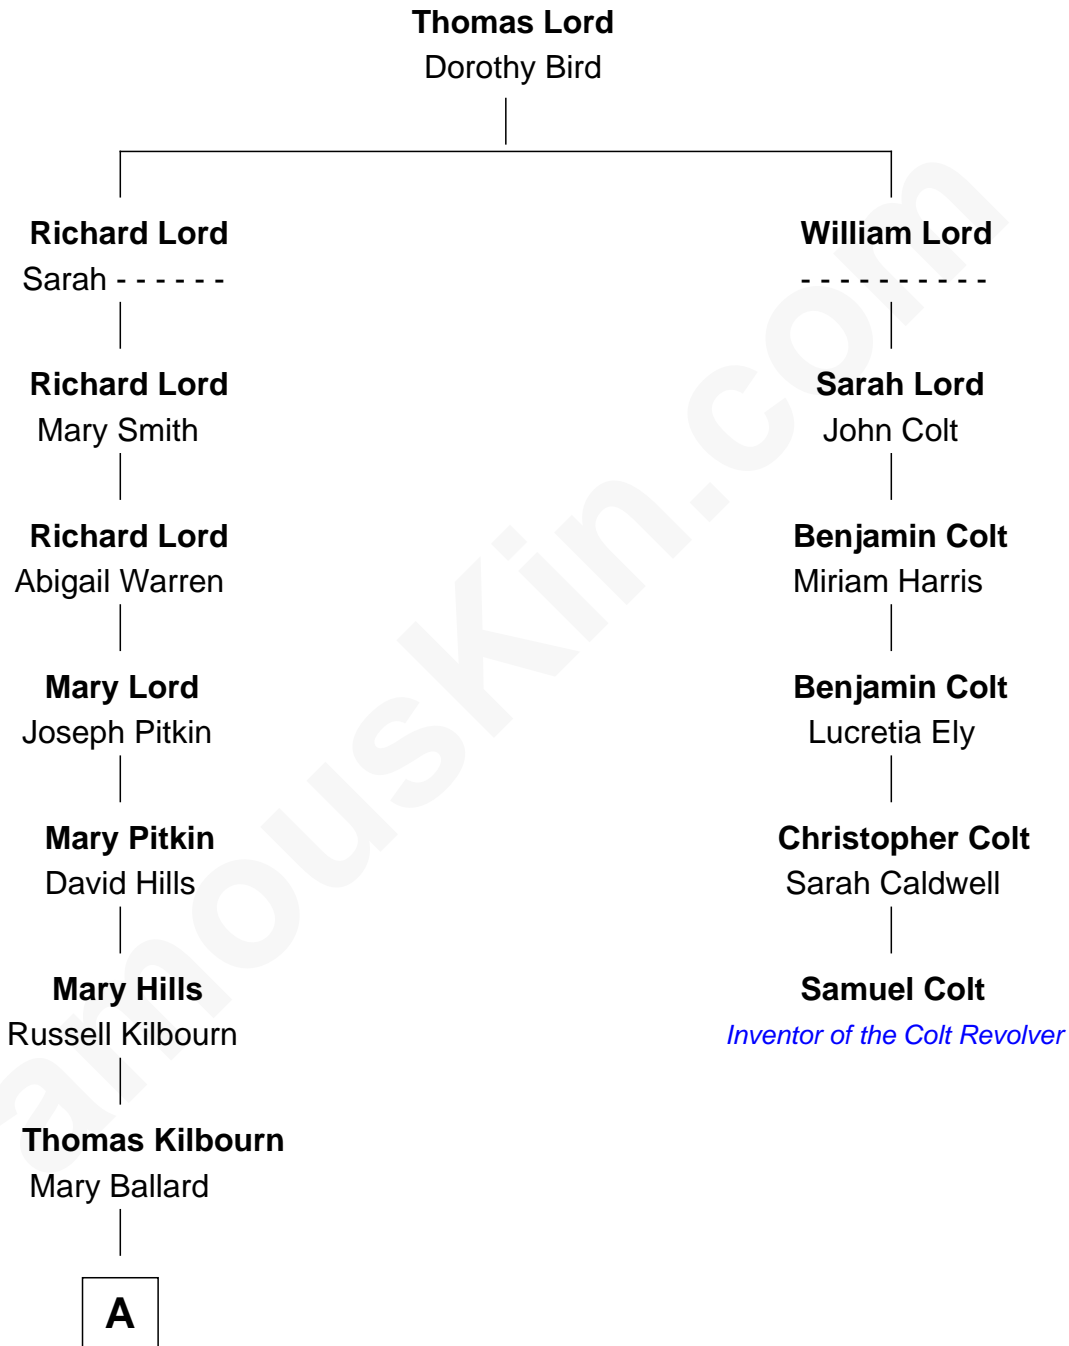 Thomas Lord
Dorothy Bird
Richard Lord
Sarah - - - - - -
William Lord
- - - - - - - - - -
Richard Lord
Mary Smith
Sarah Lord
John Colt
Richard Lord
Abigail Warren
Benjamin Colt
Miriam Harris
Mary Lord
Joseph Pitkin
Benjamin Colt
Lucretia Ely
Mary Pitkin
David Hills
Christopher Colt
Sarah Caldwell
Mary Hills
Russell Kilbourn
Samuel Colt
Inventor of the Colt Revolver
Thomas Kilbourn
Mary Ballard
A
amousKin.com